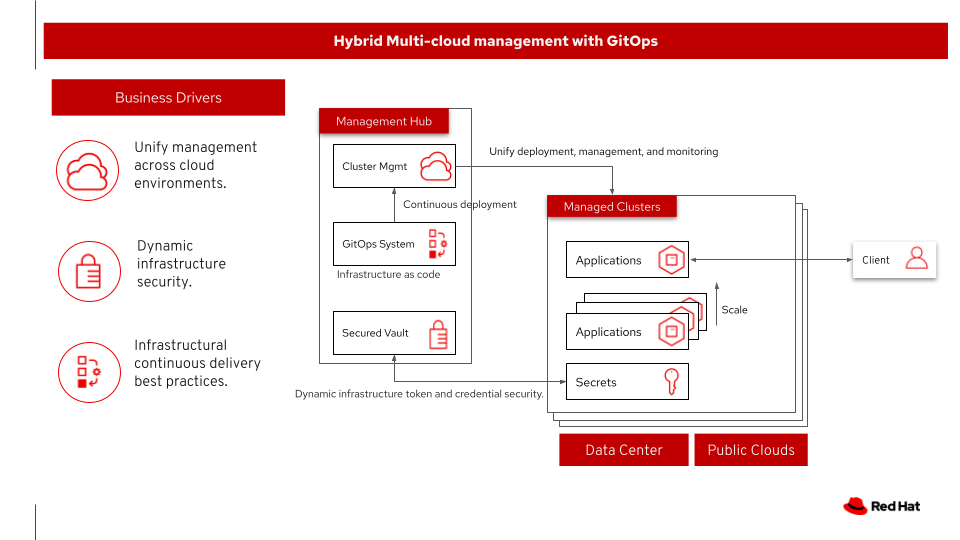 Hybrid Multi-cloud management with GitOps
Business Drivers
Unify management
across cloud
environments.
Dynamic
infrastructure
security.
Infrastructural
continuous delivery
best practices.
Management Hub
Cluster Mgmt
Unify deployment, management, and monitoring
Continuous deployment
GitOps System
Infrastructure as code
Secured Vault
Dynamic infrastructure token and credential security.
Managed Clusters
Applications
Client
Scale
Applications
Secrets
Data Center
Public Clouds
Red Hat